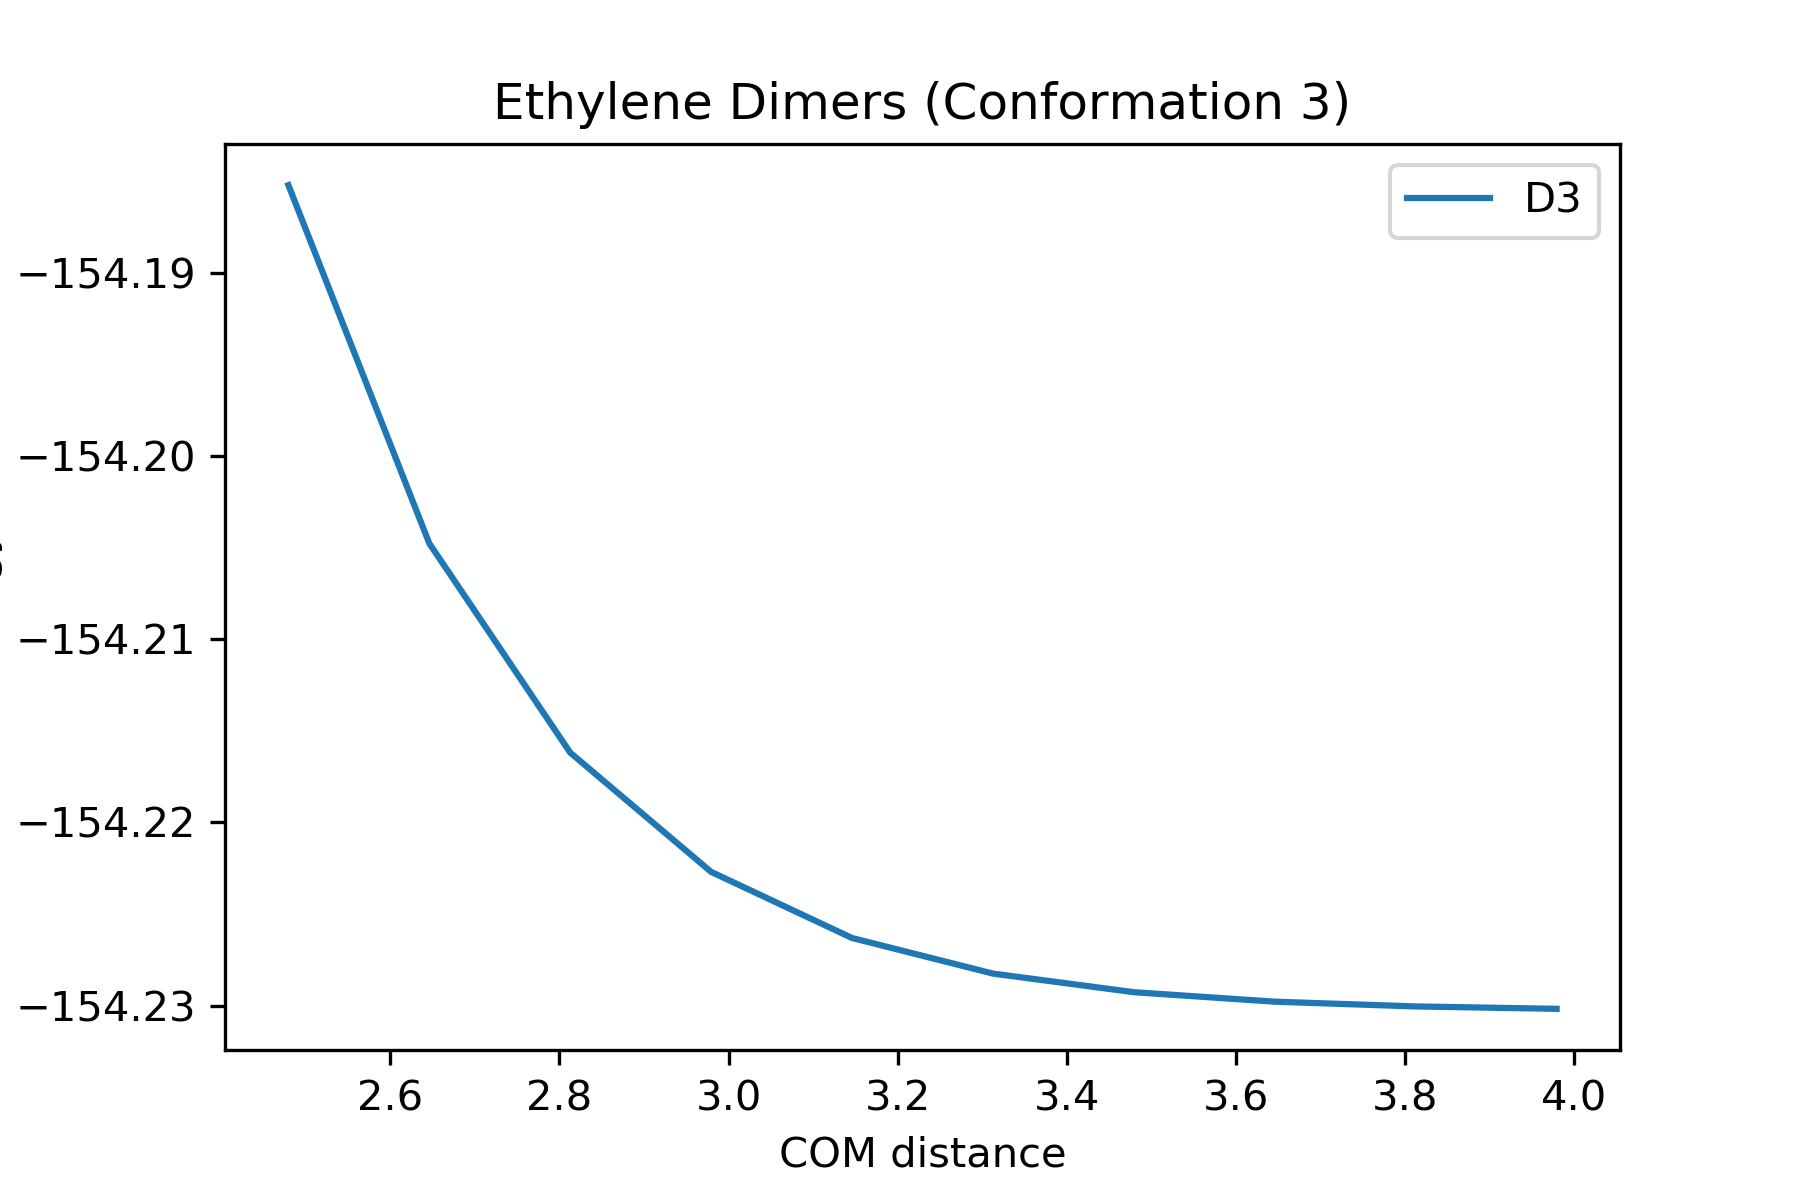 Ethylene Dimers (Conformation 3)
D3
−154.19
−154.20
−154.21
−154.22
−154.23
2.6 2.8 3.0 3.2 3.4 3.6 3.8 4.0
COM distance